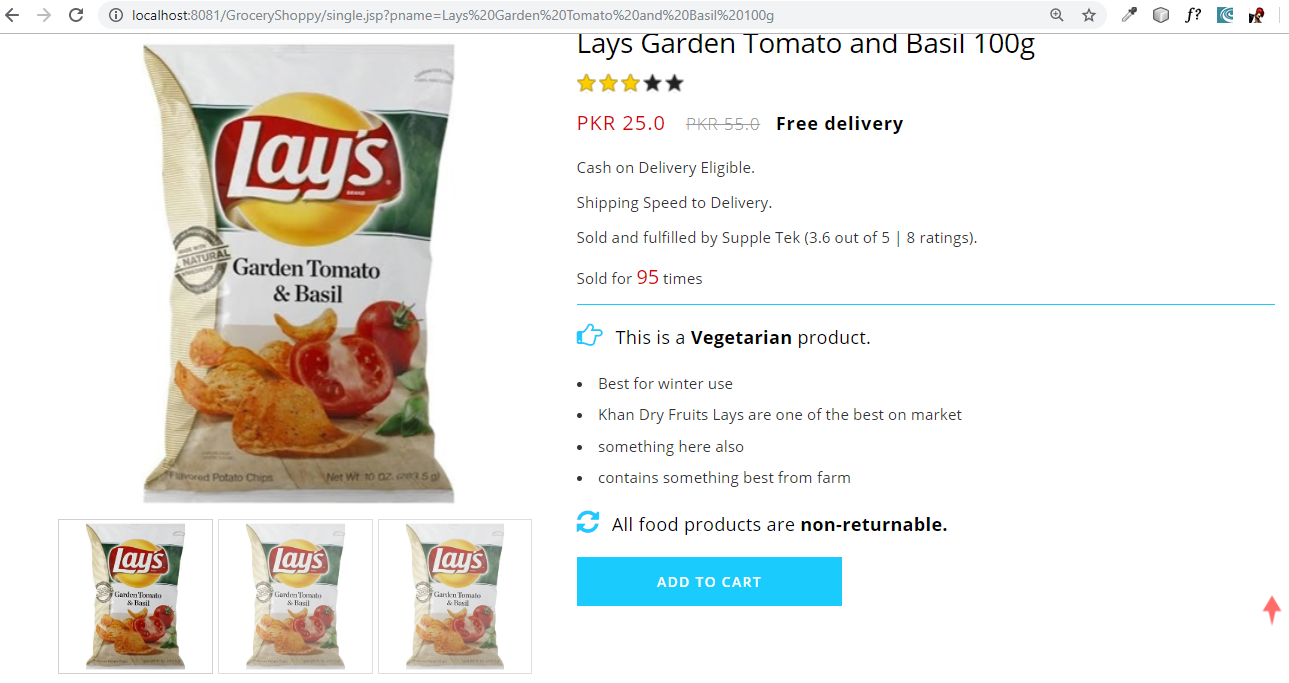 localhost:8081/GroceryShoppy/single.jsp?pname=Lays%20Garden%20Tomato%20and%20Basil%20100g
f?
Lays Garden Tomato and Basil 100g
PKR 25.0 PKR 55.0 Free delivery
Cash on Delivery Eligible.
Shipping Speed to Delivery.
Sold and fulfilled by Supple Tek (3.6 out of 5 | 8 ratings).
Sold for 95 times
This is a Vegetarian product.
Best for winter use
Khan Dry Fruits Lays are one of the best on market
something here also
contains something best from farm
All food products are non-returnable.
ADD TO CART
Lay's
BRAND
MADE WITH
NATURAL
INGREDIENTS
Garden Tomato
& Basil
Flavored Potato Chips
Net Wt. 10 OZ. (283.5 g)
Lay's
Garden Tomato
& Basil
Lay's
Garden Tomato
& Basil
Lay's
Garden Tomato
& Basil